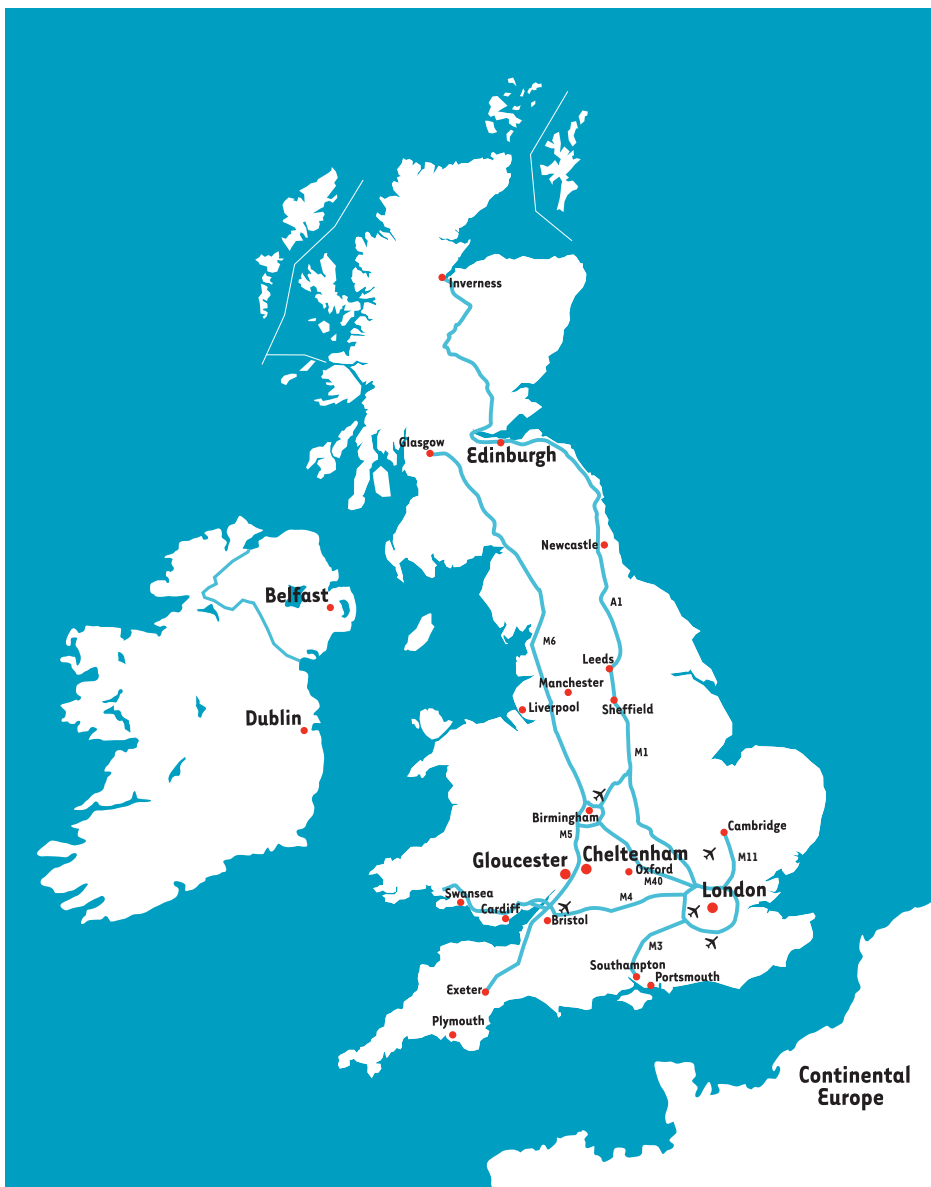 Inverness
Glasgow
Edinburgh
Newcastle
Belfast
A1
M6
Leeds
Manchester
Liverpool
Sheffield
Dublin
M1
Birmingham
Cambridge
M5
Gloucester
Cheltenham
M11
Oxford
M40
London
Swansea
M4
Cardiff
Bristol
M3
Southampton
Portsmouth
Exeter
Plymouth
Continental
Europe